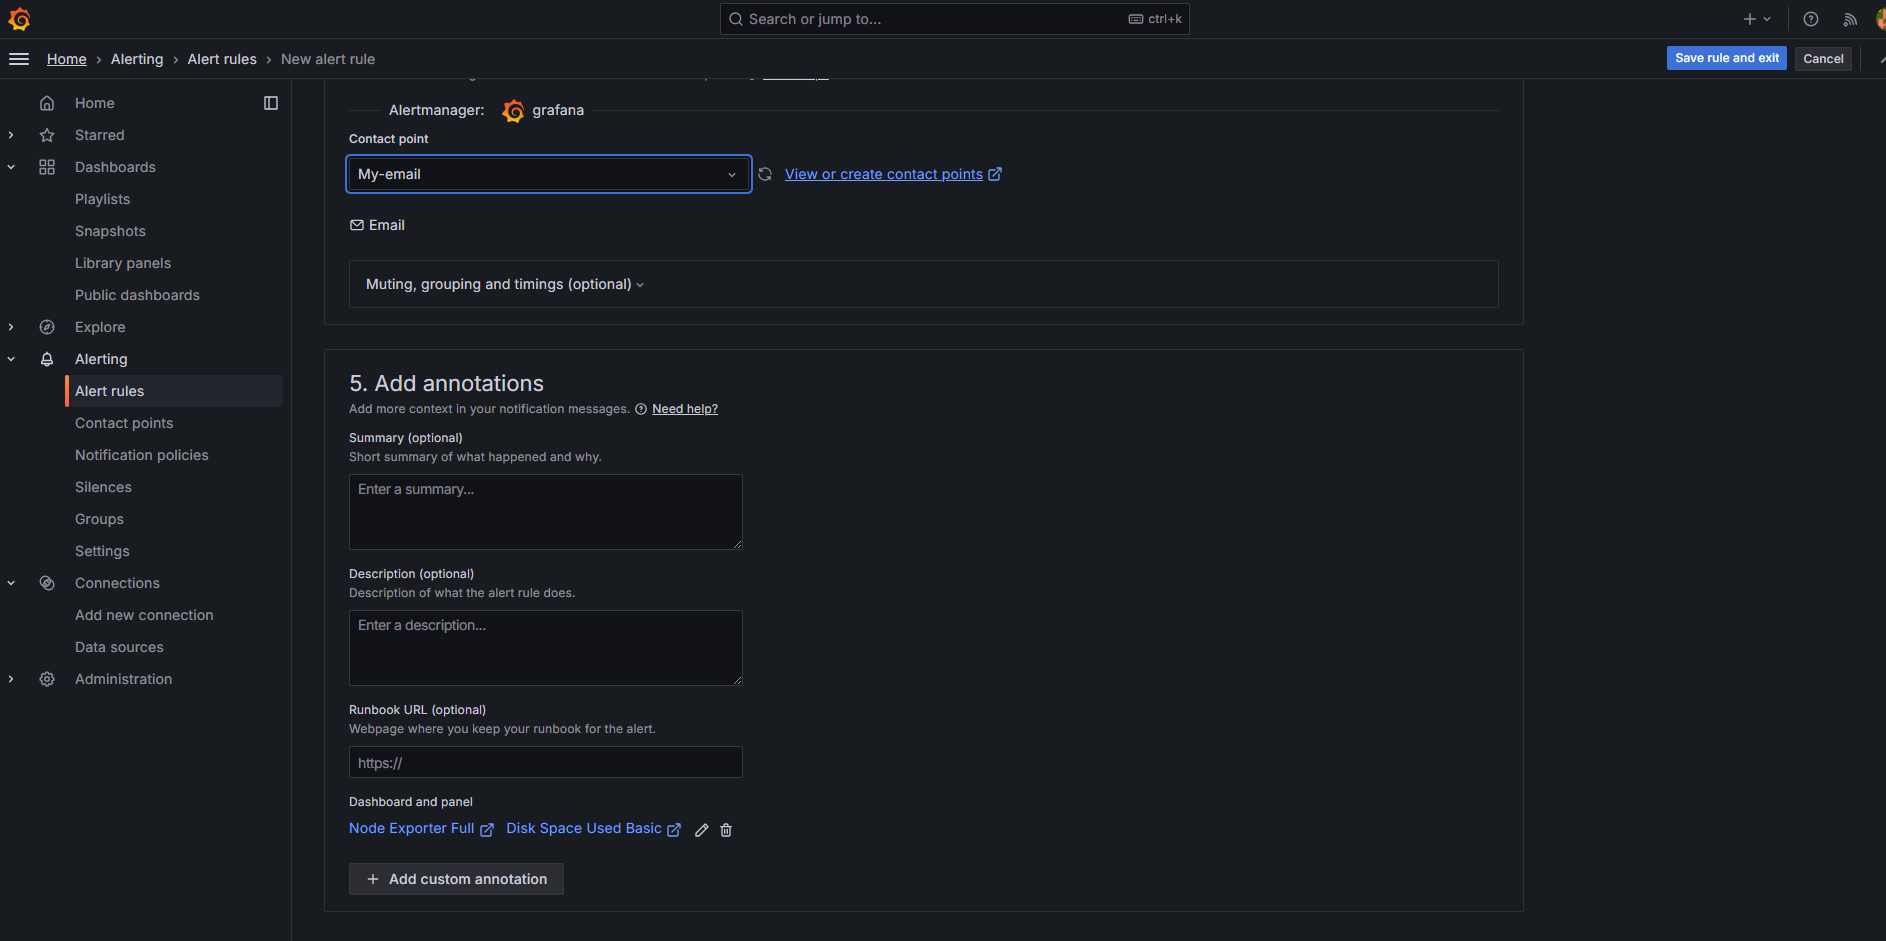 Search or jump to...
ctrl+k
Home › Alerting › Alert rules › New alert rule
Save rule and exit
Cancel
Home
Starred
Dashboards
Playlists
Snapshots
Library panels
Public dashboards
Explore
Alerting
Alert rules
Contact points
Notification policies
Silences
Groups
Settings
Connections
Add new connection
Data sources
Administration
Alertmanager: grafana
Contact point
My-email
View or create contact points
Email
Muting, grouping and timings (optional)
5. Add annotations
Add more context in your notification messages. Need help?
Summary (optional)
Short summary of what happened and why.
Enter a summary...
Description (optional)
Description of what the alert rule does.
Enter a description...
Runbook URL (optional)
Webpage where you keep your runbook for the alert.
https://
Dashboard and panel
Node Exporter Full Disk Space Used Basic
Add custom annotation